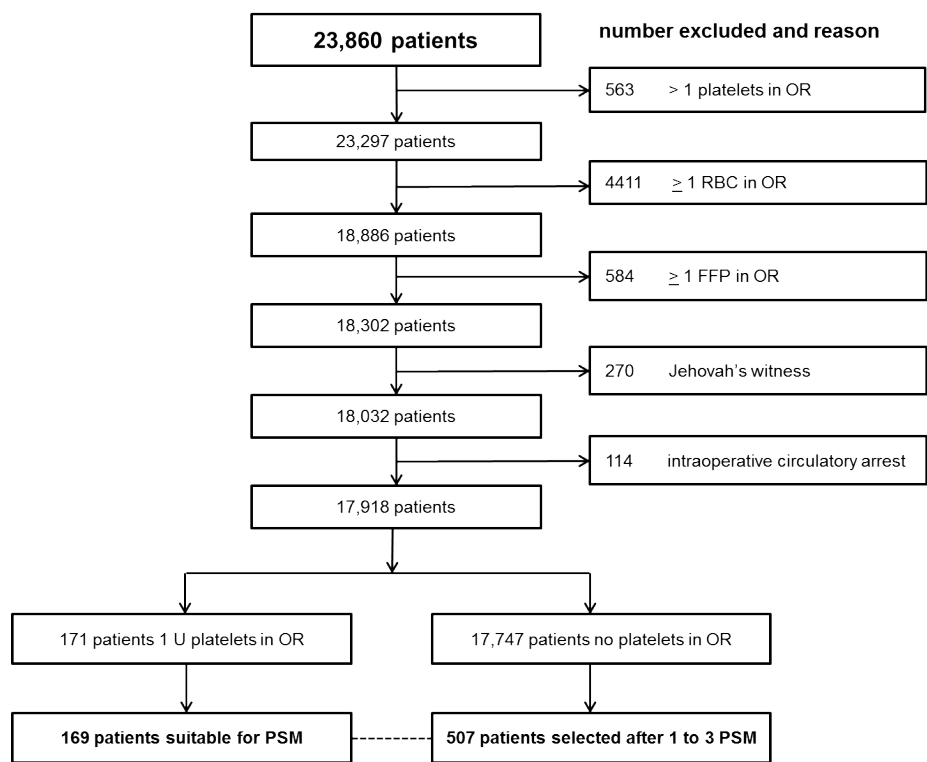 23,860 patients
number excluded and reason
563 > 1 platelets in OR
23,297 patients
4411 ≥ 1 RBC in OR
18,886 patients
584 ≥ 1 FFP in OR
18,302 patients
270 Jehovah's witness
18,032 patients
114 intraoperative circulatory arrest
17,918 patients
171 patients 1 U platelets in OR
17,747 patients no platelets in OR
169 patients suitable for PSM
507 patients selected after 1 to 3 PSM